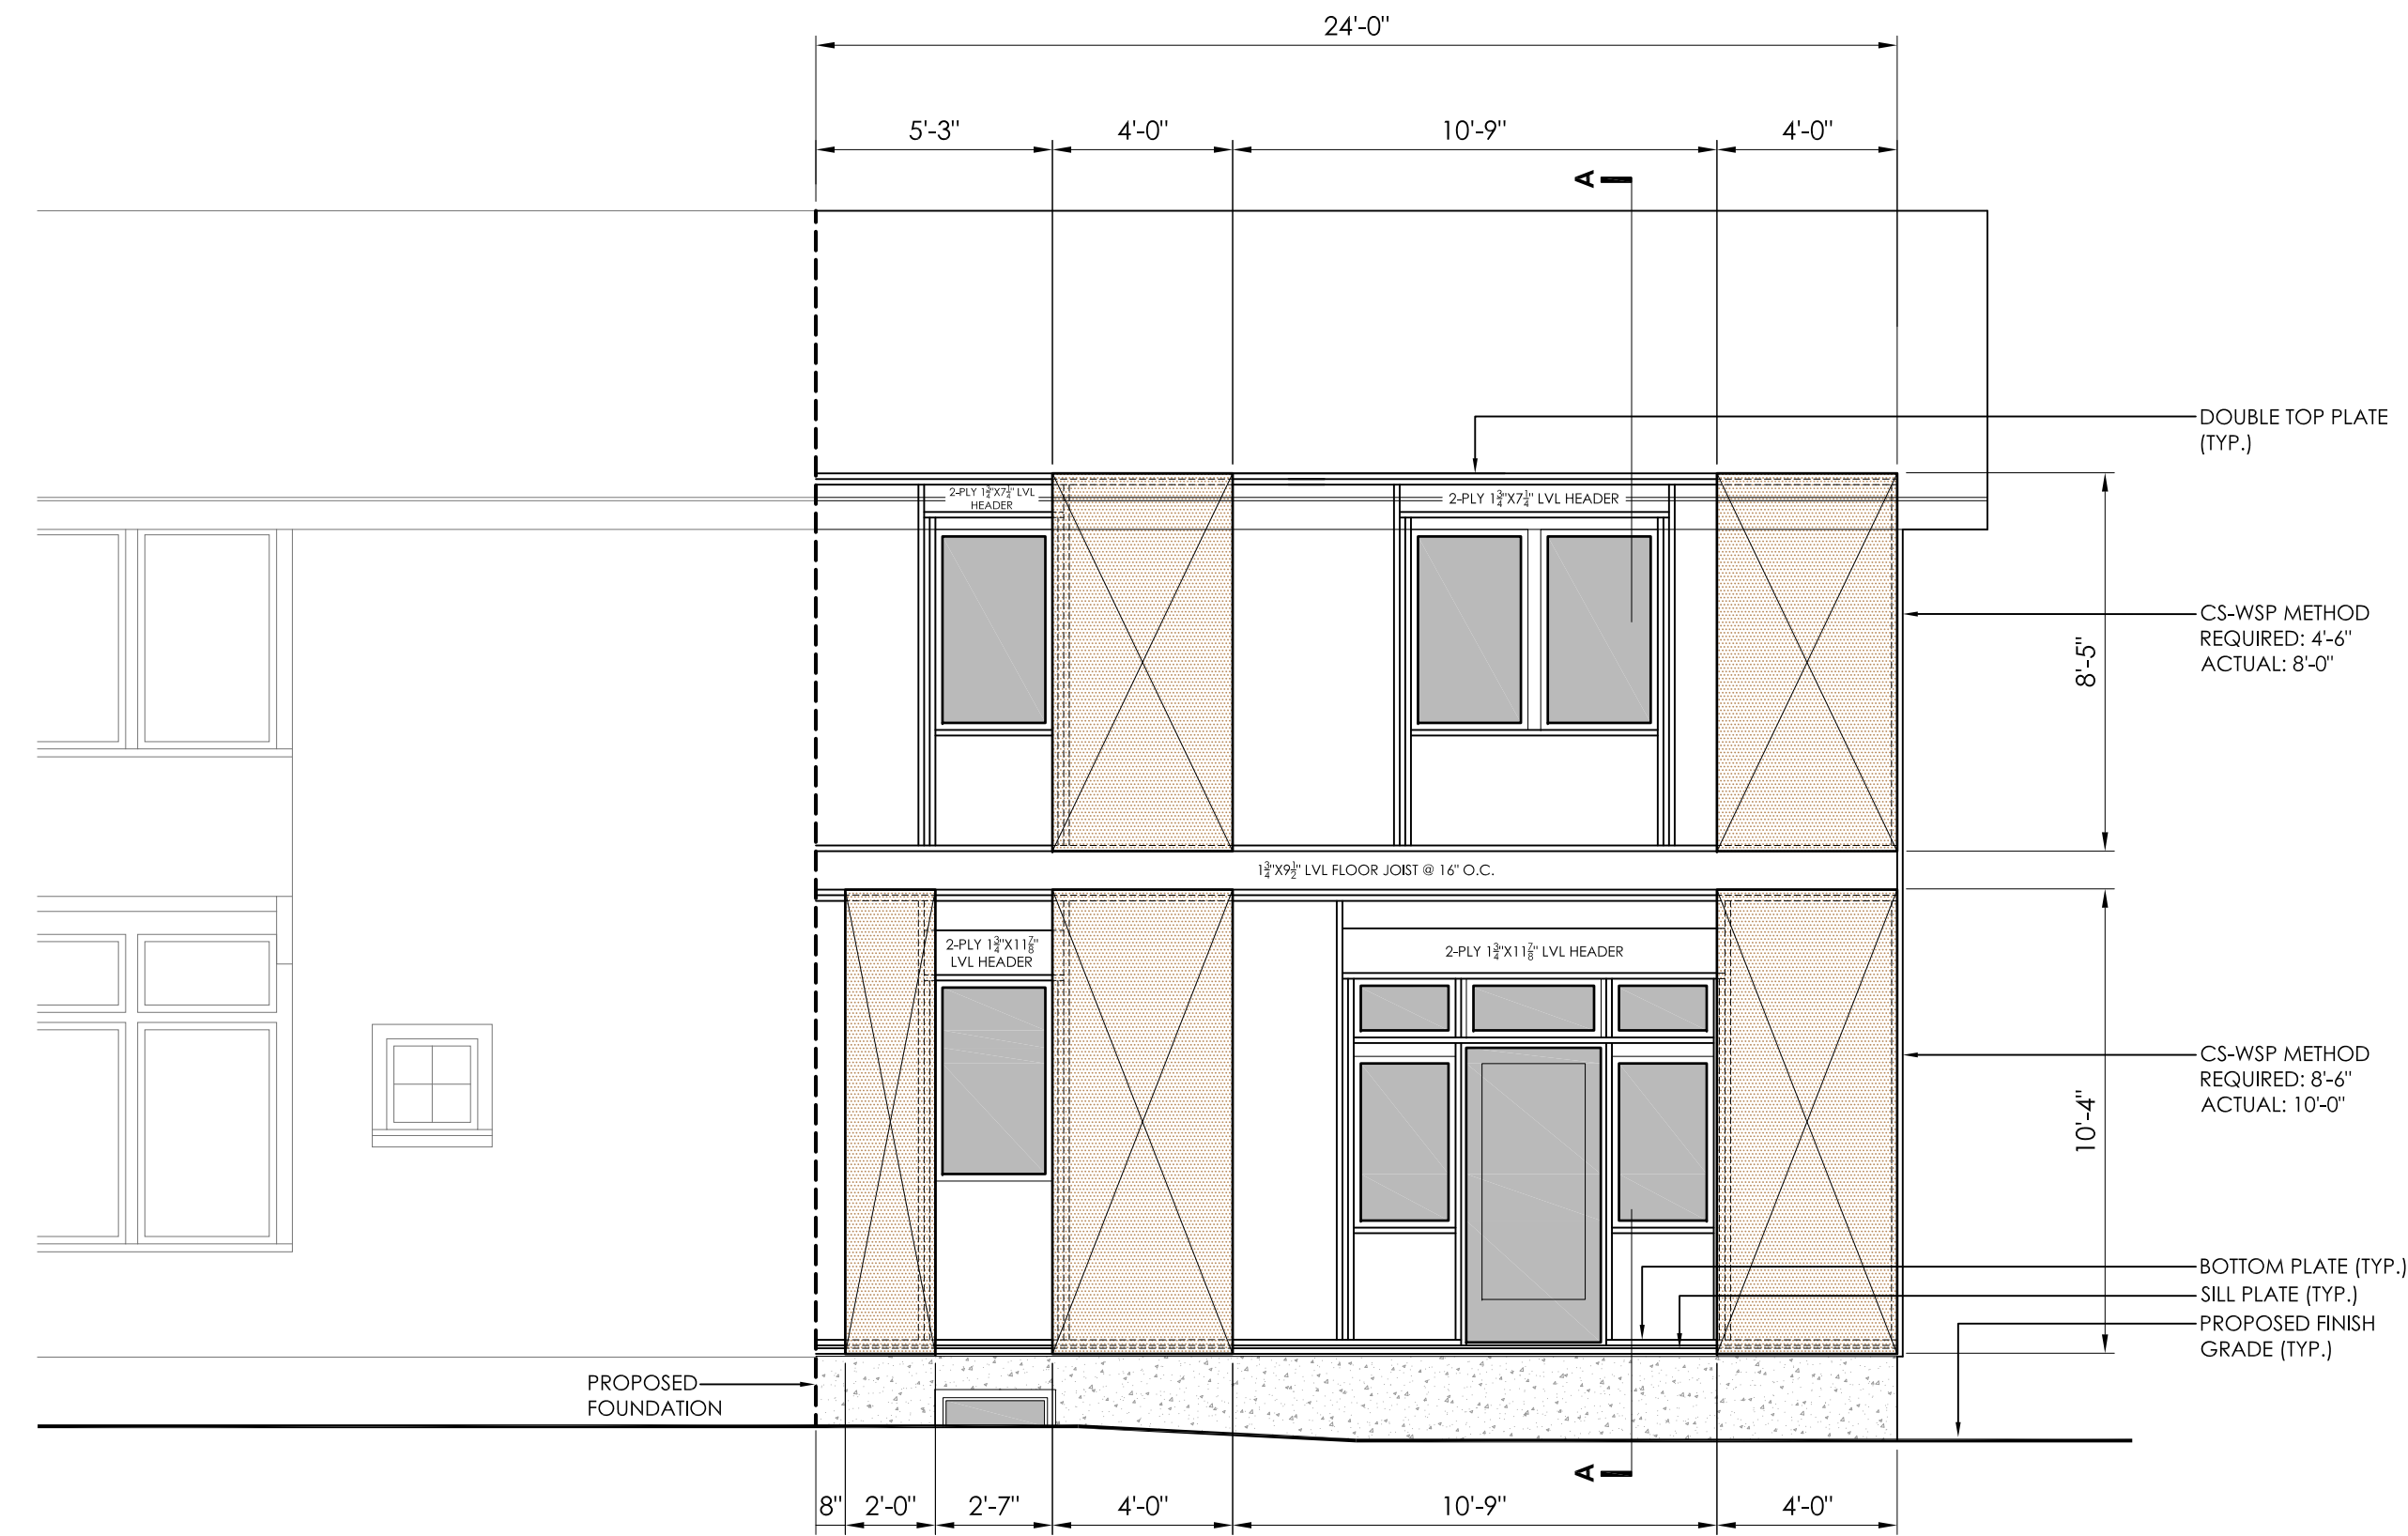 24'-0"
5'-3"
4'-0"
10'-9"
4'-0"
A
DOUBLE TOP PLATE
(TYP.)
2-PLY 1¾"X7¼" LVL
HEADER
2-PLY 1¾"X7¼" LVL HEADER
CS-WSP METHOD
REQUIRED: 4'-6"
ACTUAL: 8'-0"
8'-5"
1¾"X9½" LVL FLOOR JOIST @ 16" O.C.
2-PLY 1¾"X11⅞"
LVL HEADER
2-PLY 1¾"X11⅞" LVL HEADER
CS-WSP METHOD
REQUIRED: 8'-6"
ACTUAL: 10'-0"
10'-4"
BOTTOM PLATE (TYP.)
SILL PLATE (TYP.)
PROPOSED FINISH
GRADE (TYP.)
PROPOSED
FOUNDATION
A
8"
2'-0"
2'-7"
4'-0"
10'-9"
4'-0"